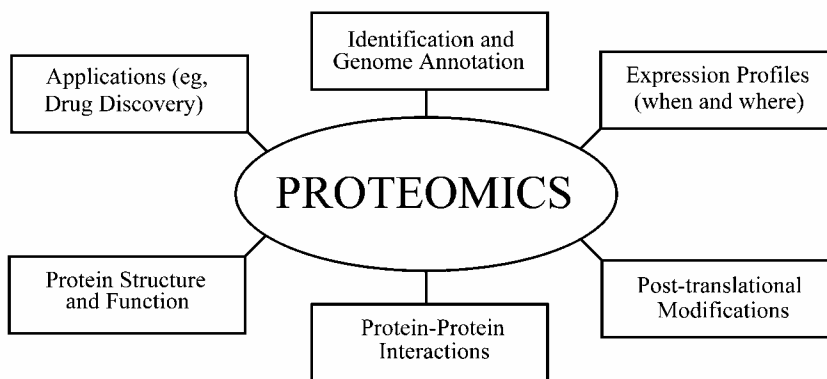 Identification and
Genome Annotation
Applications (eg,
Drug Discovery)
Expression Profiles
(when and where)
PROTEOMICS
Protein Structure
and Function
Post-translational
Modifications
Protein-Protein
Interactions